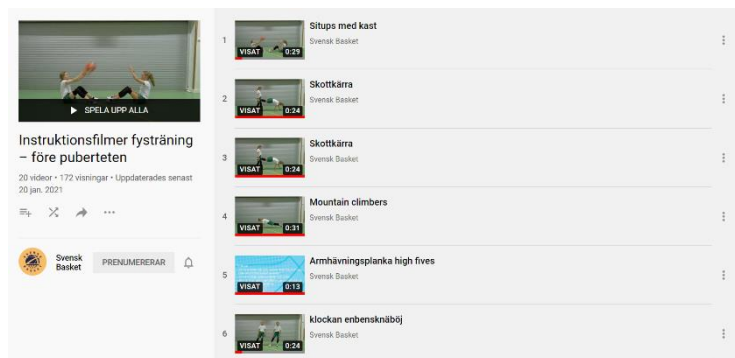 SPELA UPP ALLA
Instruktionsfilmer fysträning
– före puberteten
20 videor • 172 visningar • Uppdaterades senast
20 jan. 2021
Svensk
Basket
PRENUMERERAR
1
VISAT
0:29
Situps med kast
Svensk Basket
2
VISAT
0:24
Skottkärra
Svensk Basket
3
VISAT
0:24
Skottkärra
Svensk Basket
4
VISAT
0:31
Mountain climbers
Svensk Basket
5
VISAT
0:13
Armhävningsplanka high fives
Svensk Basket
6
VISAT
0:24
klockan enbensknäböj
Svensk Basket